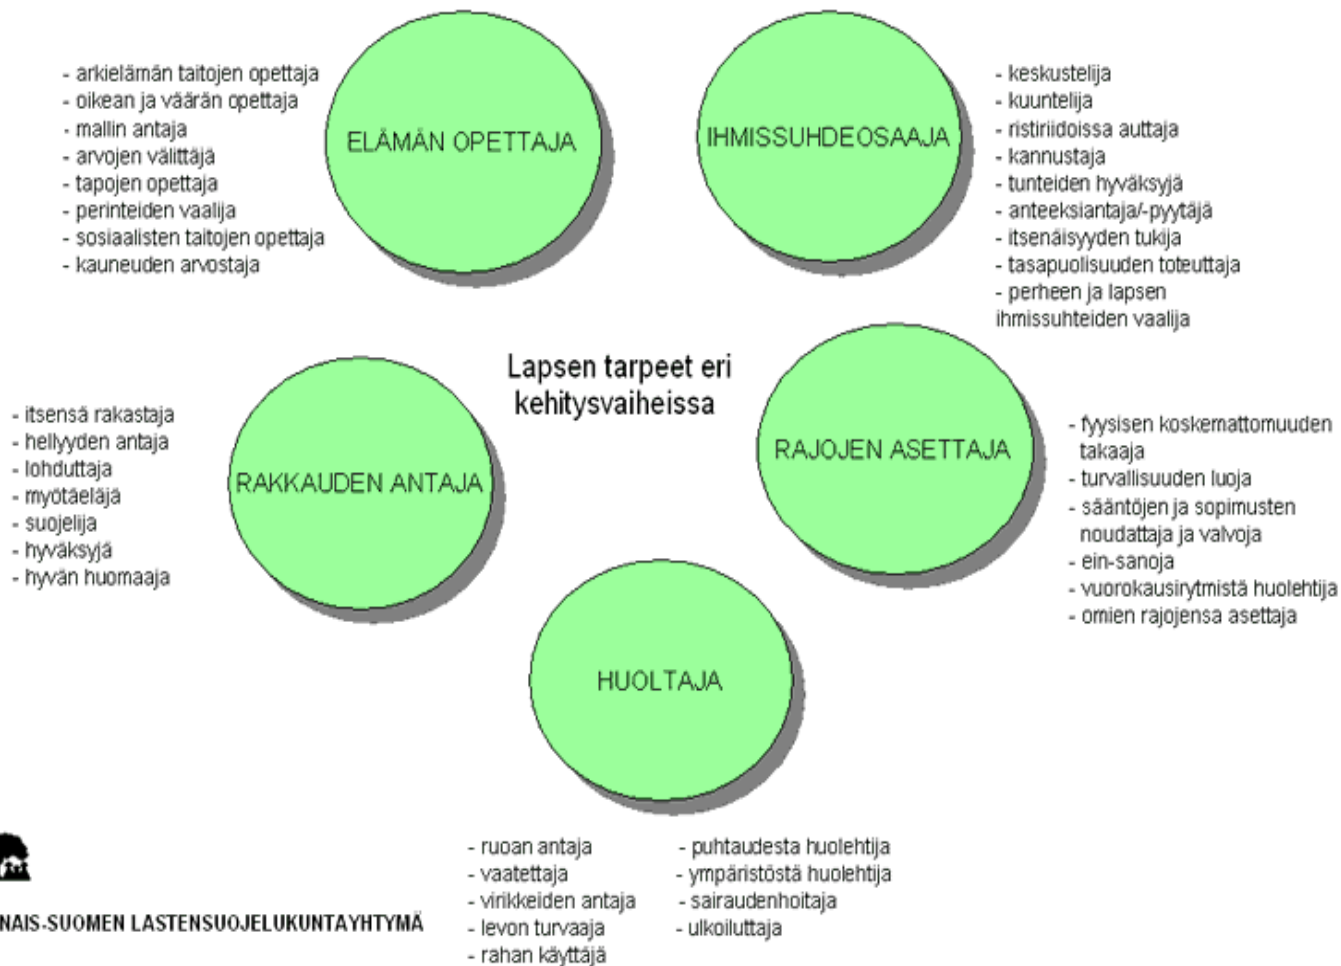 ELÄMÄN OPETTAJA
- arkielämän taitojen opettaja
- oikean ja väärän opettaja
- mallin antaja
- arvojen välittäjä
- tapojen opettaja
- perinteiden vaalija
- sosiaalisten taitojen opettaja
- kauneuden arvostaja
IHMISSUHDEOSAAJA
- keskustelija
- kuuntelija
- ristiriidoissa auttaja
- kannustaja
- tunteiden hyväksyjä
- anteeksiantaja/-pyytäjä
- itsenäisyyden tukija
- tasapuolisuuden toteuttaja
- perheen ja lapsen
ihmissuhteiden vaalija
Lapsen tarpeet eri
kehitysvaiheissa
RAKKAUDEN ANTAJA
- itsensä rakastaja
- hellyyden antaja
- lohduttaja
- myötäeläjä
- suojelija
- hyväksyjä
- hyvän huomaaja
RAJOJEN ASETTAJA
- fyysisen koskemattomuuden
takaaja
- turvallisuuden luoja
- sääntöjen ja sopimusten
noudattaja ja valvoja
- ein-sanoja
- vuorokausirytmistä huolehtija
- omien rajojensa asettaja
HUOLTAJA
- ruoan antaja
- vaatettaja
- virikkeiden antaja
- levon turvaaja
- rahan käyttäjä
- puhtaudesta huolehtija
- ympäristöstä huolehtija
- sairaudenhoitaja
- ulkoiluttaja
NAIS-SUOMEN LASTENSUOJELUKUNTAYHTYMÄ